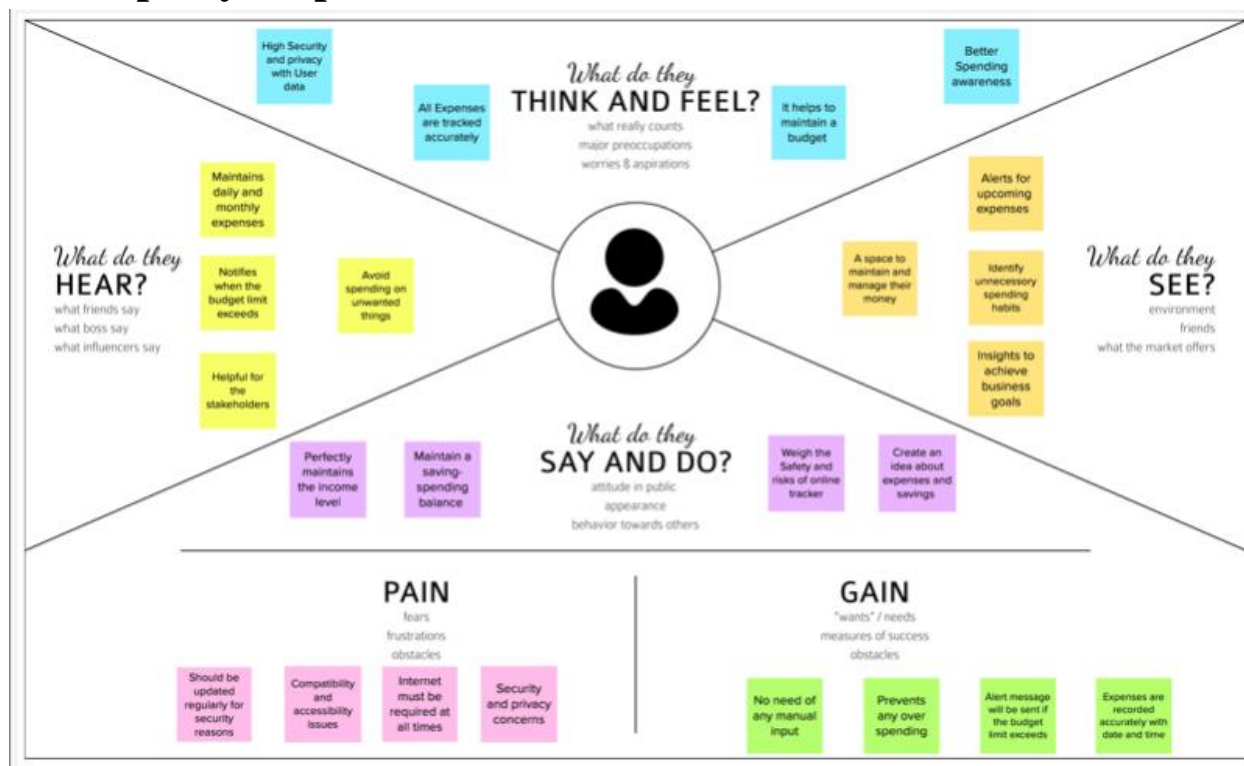 High Security
and privacy
with User
data
All Expenses
are tracked
accurately
What do they
THINK AND FEEL?
what really counts
major preoccupations
worries & aspirations
It helps to
maintain a
budget
Better
Spending
awareness
What do they
HEAR?
what friends say
what boss say
what influencers say
Maintains
daily and
monthly
expenses
Notifies
when the
budget limit
exceeds
Helpful for
the
stakeholders
Avoid
spending on
unwanted
things
A space to
maintain and
manage their
money
Alerts for
upcoming
expenses
Identify
unnecessary
spending
habits
Insights to
achieve
business
goals
What do they
SEE?
environment
friends
what the market offers
Perfectly
maintains
the income
level
Maintain a
saving-
spending
balance
What do they
SAY AND DO?
attitude in public
appearance
behavior towards others
Weigh the
Safety and
risks of online
tracker
Create an
idea about
expenses and
savings
PAIN
fears
frustrations
obstacles
Should be
updated
regularly for
security
reasons
Compatibility
and
accessibility
issues
Internet
must be
required at
all times
Security
and privacy
concerns
GAIN
"wants" / needs
measures of success
obstacles
No need of
any manual
input
Prevents
any over
spending
Alert message
will be sent if
the budget
limit exceeds
Expenses are
recorded
accurately with
date and time